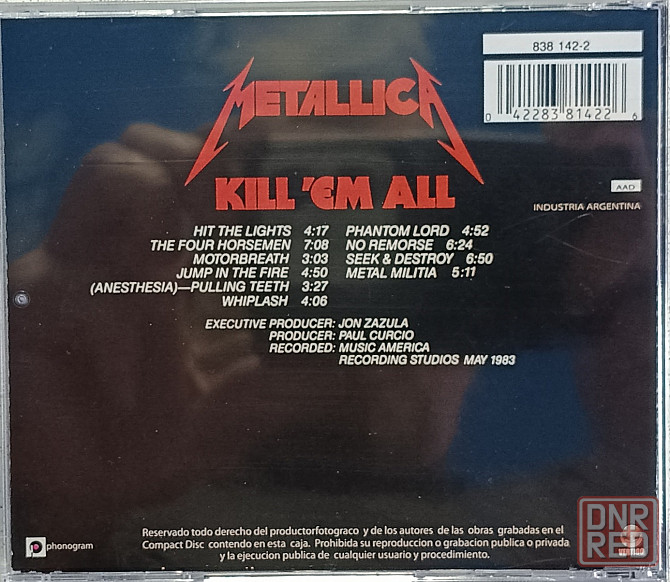 838 142-2
0 42283 81422 6
METALLICA
KILL 'EM ALL
AAD
INDUSTRIA ARGENTINA
HIT THE LIGHTS 4:17
THE FOUR HORSEMEN 7:08
MOTORBREATH 3:03
JUMP IN THE FIRE 4:50
(ANESTHESIA)—PULLING TEETH 3:27
WHIPLASH 4:06
PHANTOM LORD 4:52
NO REMORSE 6:24
SEEK & DESTROY 6:50
METAL MILITIA 5:11
EXECUTIVE PRODUCER: JON ZAZULA
PRODUCER: PAUL CURCIO
RECORDED: MUSIC AMERICA
RECORDING STUDIOS MAY 1983
phonogram
Reservado todo derecho del productorfotograco y de los autores de las obras grabadas en el
Compact Disc contenido en esta caja. Prohibida su reproduccion o grabacion publica o privada
y la ejecucion publica de cualquier usuario y procedimiento.
VERTIGO
DNR
RED